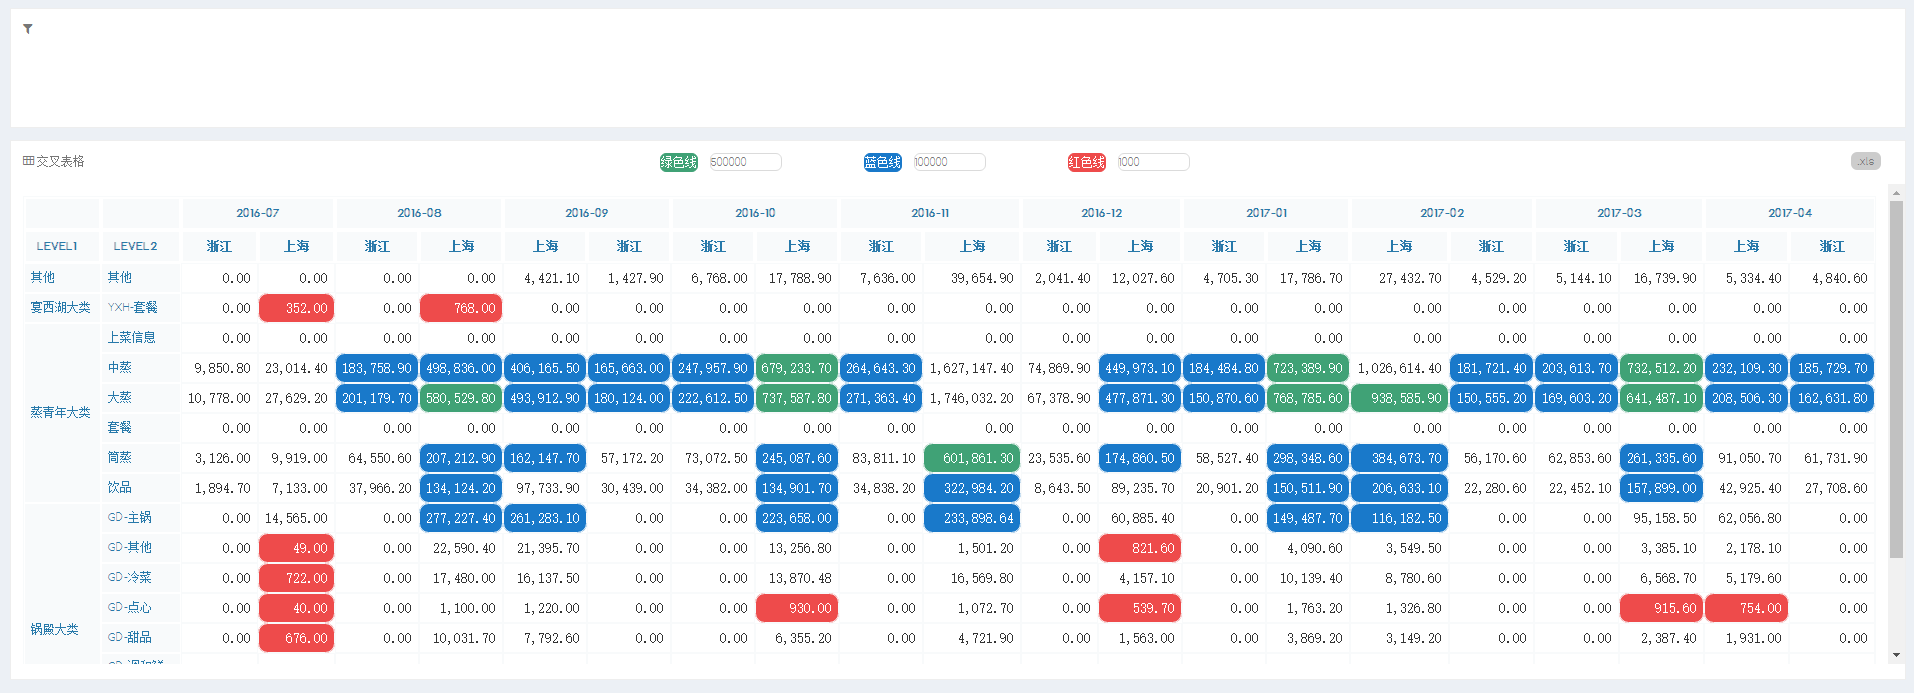 交叉表格 绿色线 500000 蓝色线 100000 红色线 1000 .xls
2016-07 2016-08 2016-09 2016-10 2016-11 2016-12 2017-01 2017-02 2017-03 2017-04
LEVEL1 LEVEL2 浙江 上海 浙江 上海 上海 浙江 浙江 上海 浙江 上海 浙江 上海 浙江 上海 上海 浙江 浙江 上海 上海 浙江
其他 其他 0.00 0.00 0.00 0.00 4,421.10 1,427.90 6,768.00 17,788.90 7,636.00 39,654.90 2,041.40 12,027.60 4,705.30 17,786.70 27,432.70 4,529.20 5,144.10 16,739.90 5,334.40 4,840.60
宴西湖大类 YXH-套餐 0.00 352.00 0.00 768.00 0.00 0.00 0.00 0.00 0.00 0.00 0.00 0.00 0.00 0.00 0.00 0.00 0.00 0.00 0.00 0.00
上菜信息 0.00 0.00 0.00 0.00 0.00 0.00 0.00 0.00 0.00 0.00 0.00 0.00 0.00 0.00 0.00 0.00 0.00 0.00 0.00 0.00
中蒸 9,850.80 23,014.40 183,758.90 498,836.00 406,165.50 165,663.00 247,957.90 679,233.70 264,643.30 1,627,147.40 74,869.90 449,973.10 184,484.80 723,389.90 1,026,614.40 181,721.40 203,613.70 732,512.20 232,109.30 185,729.70
大蒸 10,778.00 27,629.20 201,179.70 580,529.80 493,912.90 180,124.00 222,612.50 737,587.80 271,363.40 1,746,032.20 67,378.90 477,871.30 150,870.60 768,785.60 938,585.90 150,555.20 169,603.20 641,487.10 208,506.30 162,631.80
蒸青年大类
套餐 0.00 0.00 0.00 0.00 0.00 0.00 0.00 0.00 0.00 0.00 0.00 0.00 0.00 0.00 0.00 0.00 0.00 0.00 0.00 0.00
筒蒸 3,126.00 9,919.00 64,550.60 207,212.90 162,147.70 57,172.20 73,072.50 245,087.60 83,811.10 601,861.30 23,535.60 174,860.50 58,527.40 298,348.60 384,673.70 56,170.60 62,853.60 261,335.60 91,050.70 61,731.90
饮品 1,894.70 7,133.00 37,966.20 134,124.20 97,733.90 30,439.00 34,382.00 134,901.70 34,838.20 322,984.20 8,643.50 89,235.70 20,901.20 150,511.90 206,633.10 22,280.60 22,452.10 157,899.00 42,925.40 27,708.60
GD-主锅 0.00 14,565.00 0.00 277,227.40 261,283.10 0.00 0.00 223,658.00 0.00 233,898.64 0.00 60,885.40 0.00 149,487.70 116,182.50 0.00 0.00 95,158.50 62,056.80 0.00
GD-其他 0.00 49.00 0.00 22,590.40 21,395.70 0.00 0.00 13,256.80 0.00 1,501.20 0.00 821.60 0.00 4,090.60 3,549.50 0.00 0.00 3,385.10 2,178.10 0.00
GD-冷菜 0.00 722.00 0.00 17,480.00 16,137.50 0.00 0.00 13,870.48 0.00 16,569.80 0.00 4,157.10 0.00 10,139.40 8,780.60 0.00 0.00 6,568.70 5,179.60 0.00
GD-点心 0.00 40.00 0.00 1,100.00 1,220.00 0.00 0.00 930.00 0.00 1,072.70 0.00 539.70 0.00 1,763.20 1,326.80 0.00 0.00 915.60 754.00 0.00
锅殿大类
GD-甜品 0.00 676.00 0.00 10,031.70 7,792.60 0.00 0.00 6,355.20 0.00 4,721.90 0.00 1,563.00 0.00 3,869.20 3,149.20 0.00 0.00 2,387.40 1,931.00 0.00